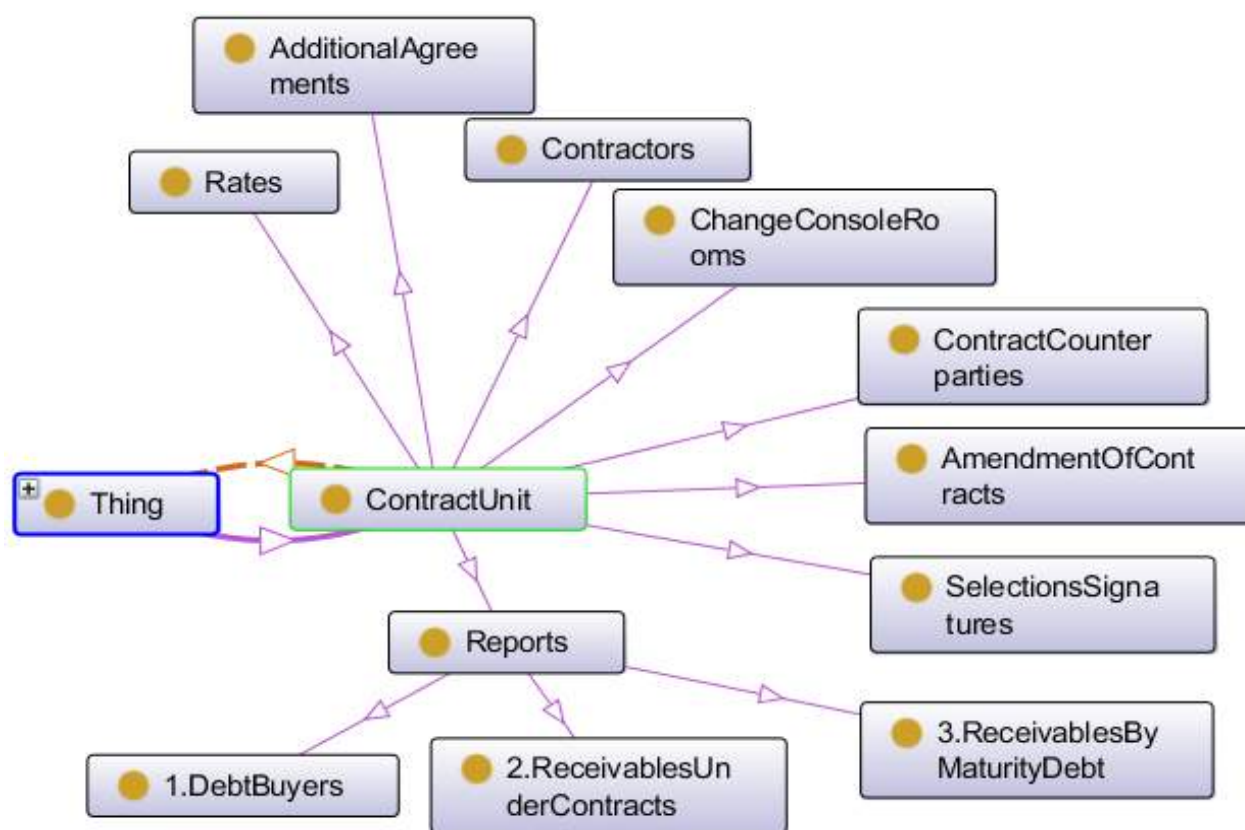 AdditionalAgree
ments
Contractors
Rates
ChangeConsoleRo
oms
ContractCounter
parties
AmendmentOfCont
racts
Thing
ContractUnit
SelectionsSigna
tures
Reports
1.DebtBuyers
2.ReceivablesUn
derContracts
3.ReceivablesBy
MaturityDebt